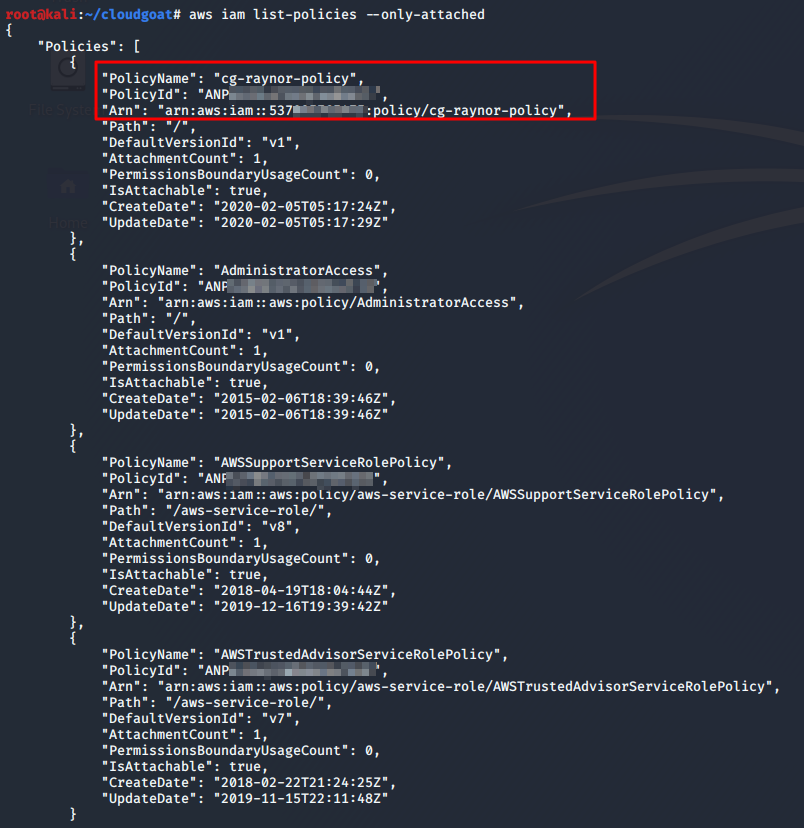 root@kali:~/cloudgoat# aws iam list-policies --only-attached
{
"Policies": [
{
"PolicyName": "cg-raynor-policy",
"PolicyId": "ANP ",
"Arn": "arn:aws:iam::537 :policy/cg-raynor-policy",
"Path": "/",
"DefaultVersionId": "v1",
"AttachmentCount": 1,
"PermissionsBoundaryUsageCount": 0,
"IsAttachable": true,
"CreateDate": "2020-02-05T05:17:24Z",
"UpdateDate": "2020-02-05T05:17:29Z"
},
{
"PolicyName": "AdministratorAccess",
"PolicyId": "ANP ",
"Arn": "arn:aws:iam::aws:policy/AdministratorAccess",
"Path": "/",
"DefaultVersionId": "v1",
"AttachmentCount": 1,
"PermissionsBoundaryUsageCount": 0,
"IsAttachable": true,
"CreateDate": "2015-02-06T18:39:46Z",
"UpdateDate": "2015-02-06T18:39:46Z"
},
{
"PolicyName": "AWSSupportServiceRolePolicy",
"PolicyId": "ANP ",
"Arn": "arn:aws:iam::aws:policy/aws-service-role/AWSSupportServiceRolePolicy",
"Path": "/aws-service-role/",
"DefaultVersionId": "v8",
"AttachmentCount": 1,
"PermissionsBoundaryUsageCount": 0,
"IsAttachable": true,
"CreateDate": "2018-04-19T18:04:44Z",
"UpdateDate": "2019-12-16T19:39:42Z"
},
{
"PolicyName": "AWSTrustedAdvisorServiceRolePolicy",
"PolicyId": "ANP ",
"Arn": "arn:aws:iam::aws:policy/aws-service-role/AWSTrustedAdvisorServiceRolePolicy",
"Path": "/aws-service-role/",
"DefaultVersionId": "v7",
"AttachmentCount": 1,
"PermissionsBoundaryUsageCount": 0,
"IsAttachable": true,
"CreateDate": "2018-02-22T21:24:25Z",
"UpdateDate": "2019-11-15T22:11:48Z"
}